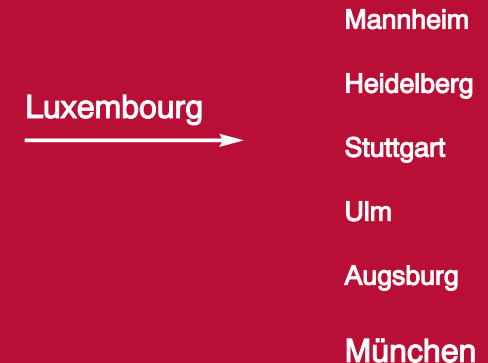 Luxembourg
Mannheim
Heidelberg
Stuttgart
Ulm
Augsburg
München